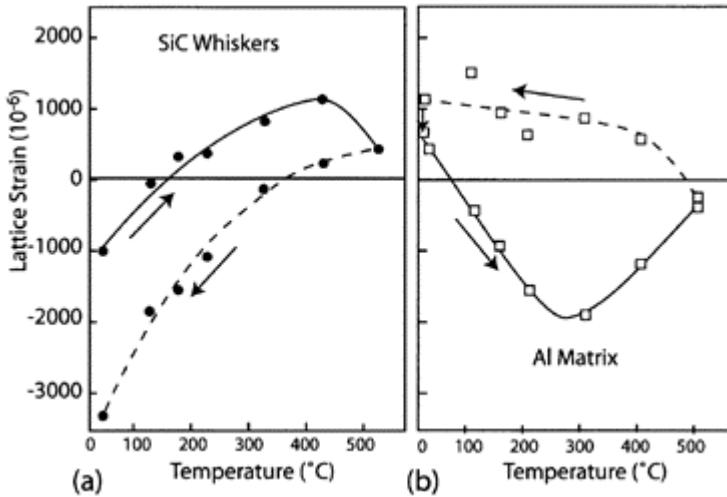 SiC Whiskers
Lattice Strain (10⁻⁶)
2000
1000
0
-1000
-2000
-3000
0 100 200 300 400 500
Temperature (˚C)
(a)
Al Matrix
0 100 200 300 400 500
Temperature (˚C)
(b)